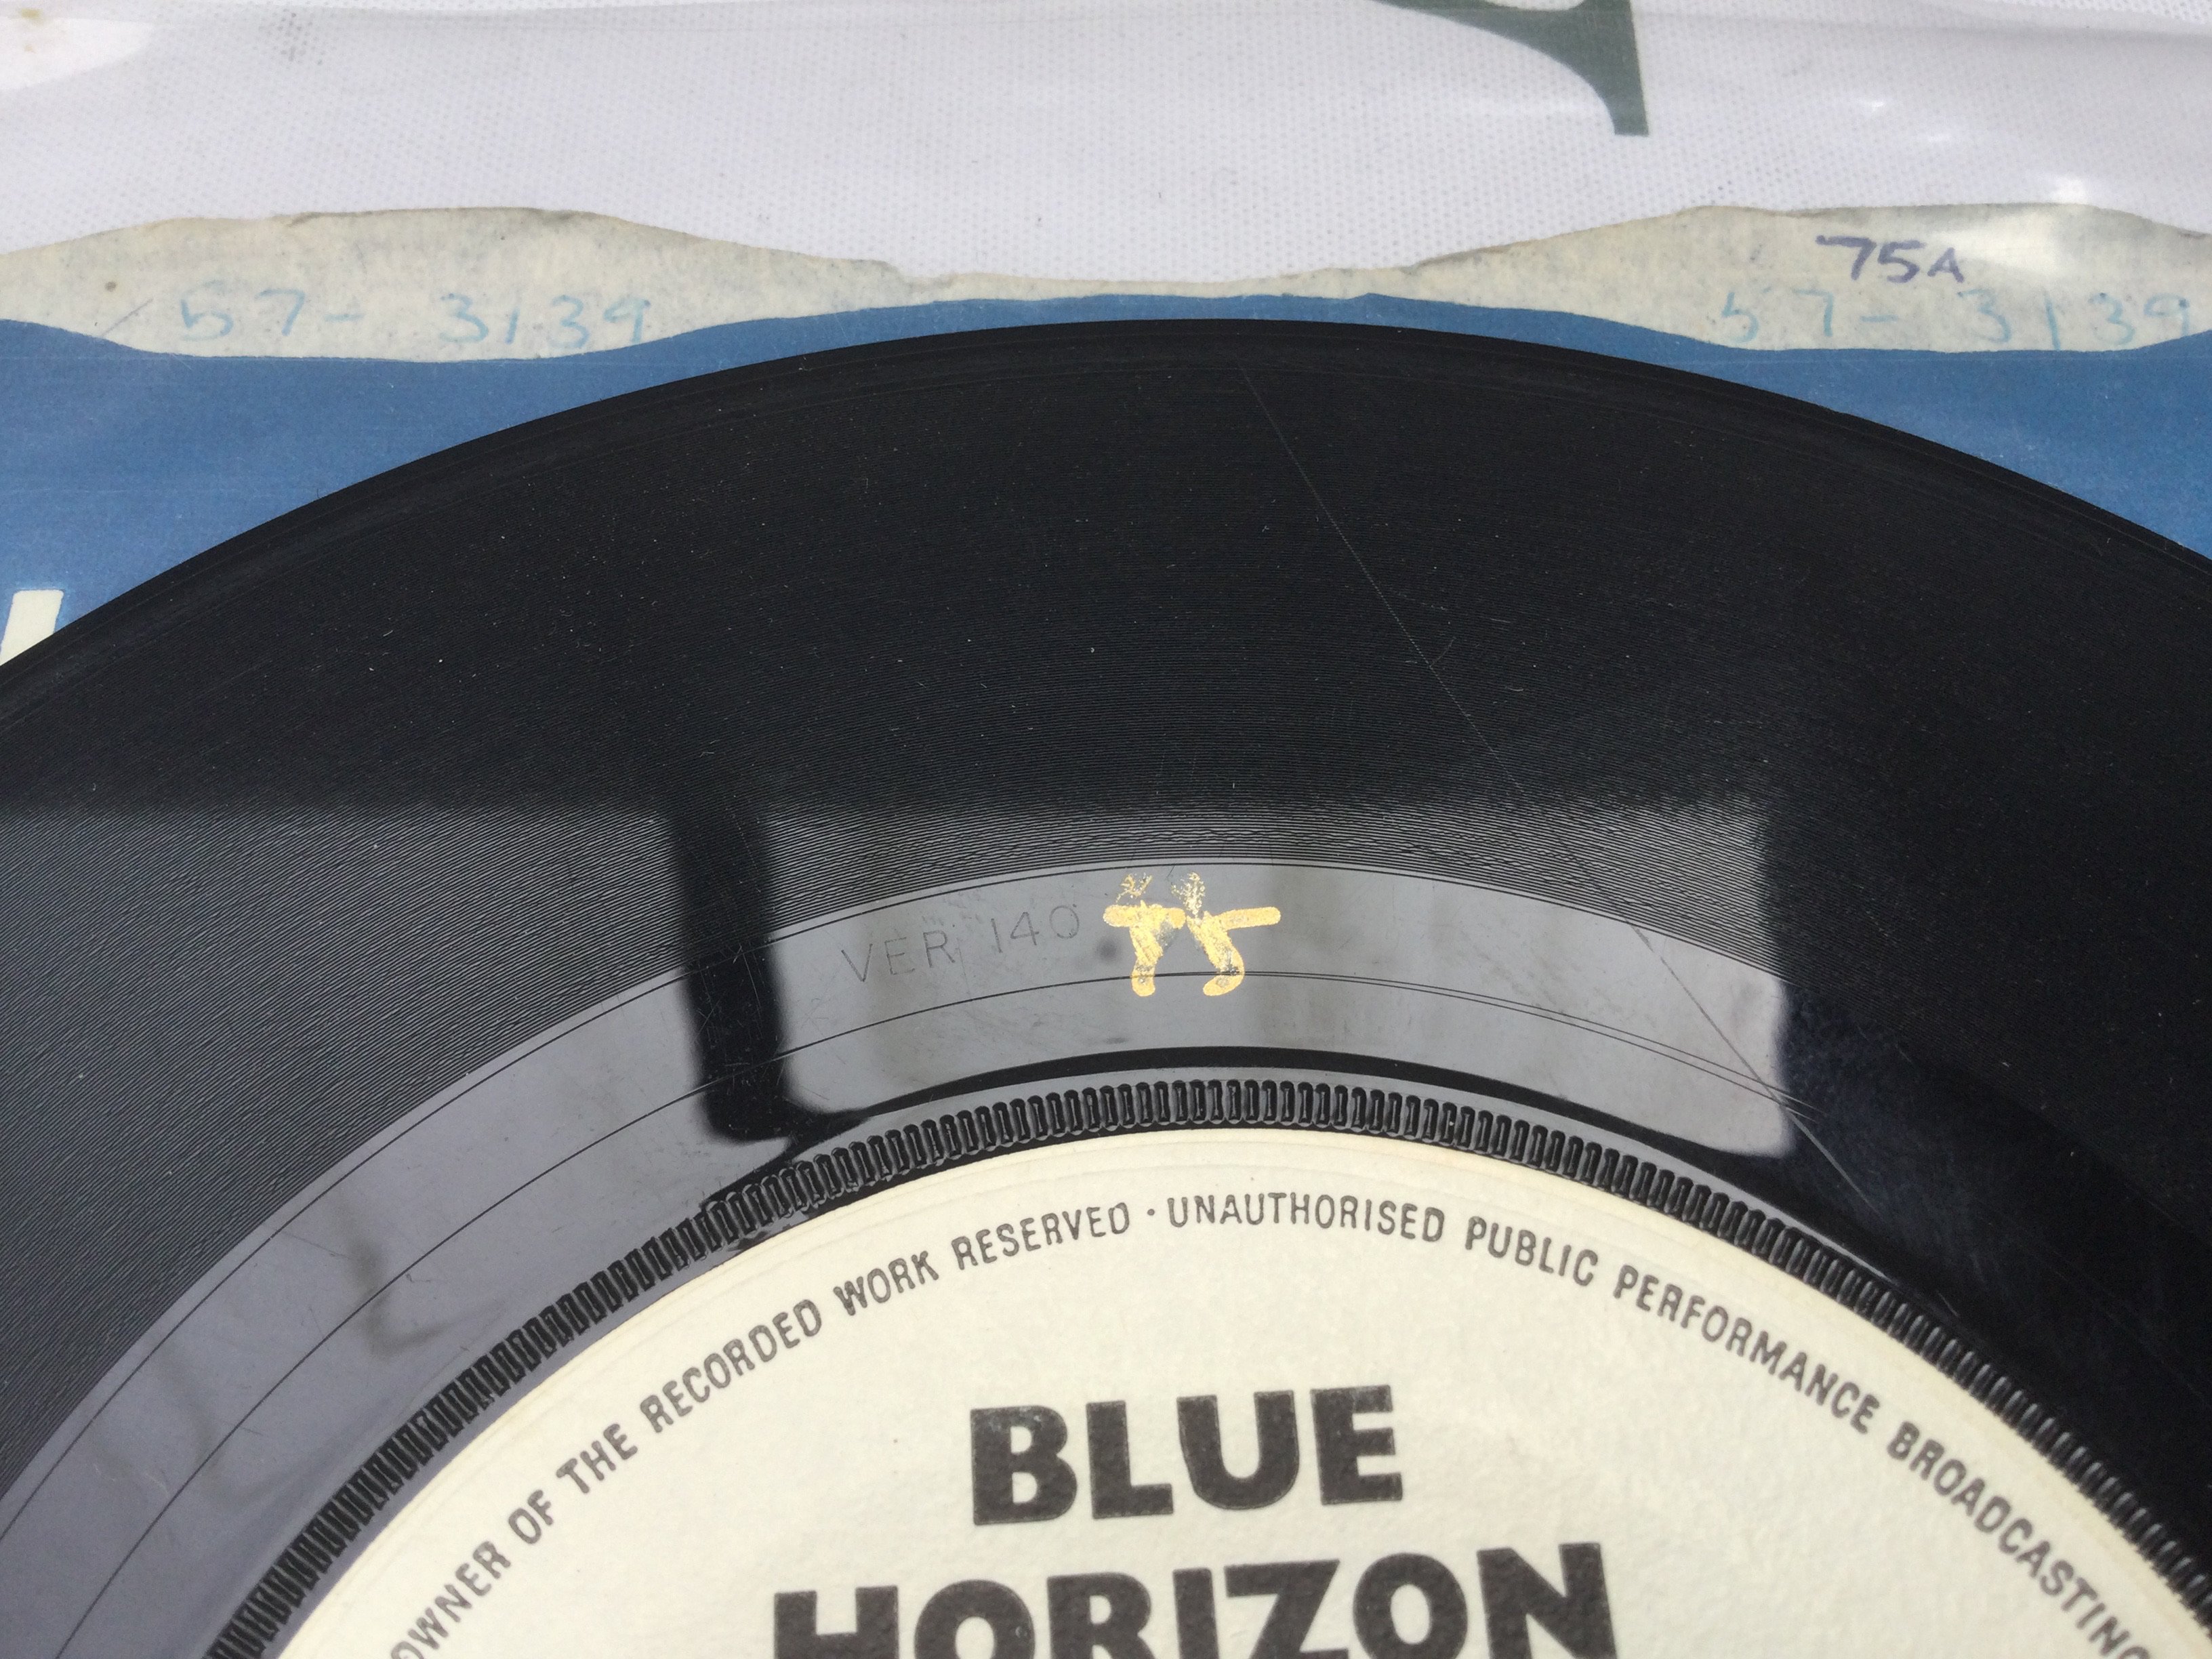 75A
57- 3139
57- 3139
VER 140
75
OWNER OF THE RECORDED WORK RESERVED · UNAUTHORISED PUBLIC PERFORMANCE BROADCASTING
BLUE
HORIZON